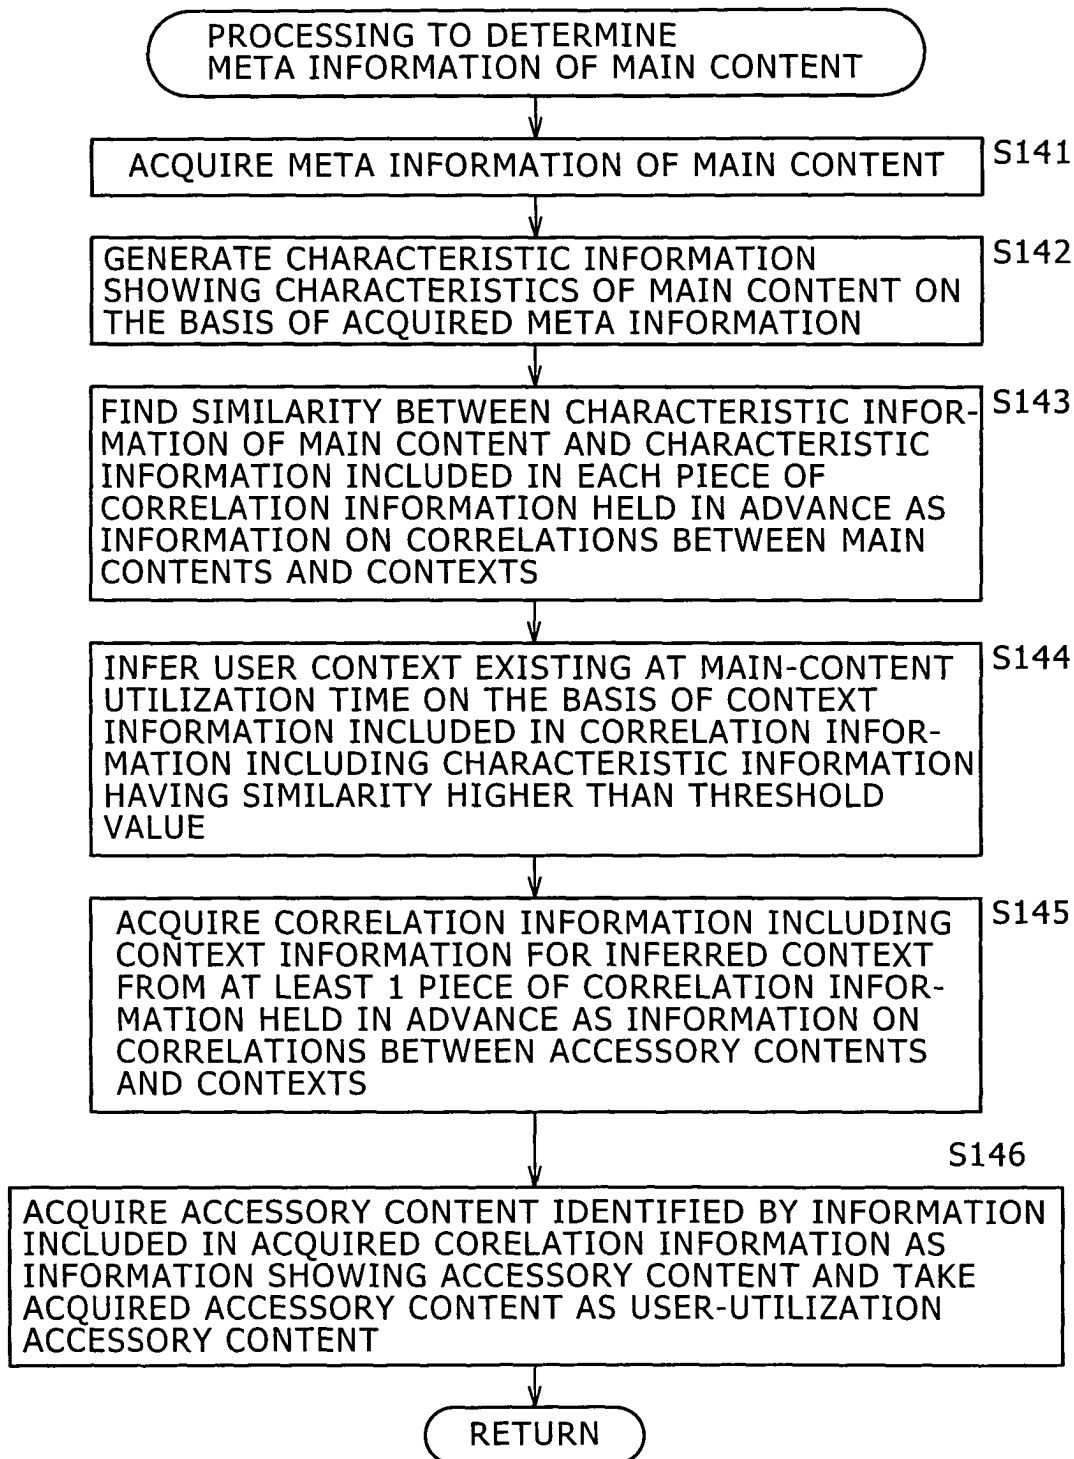 PROCESSING TO DETERMINE
META INFORMATION OF MAIN CONTENT
ACQUIRE META INFORMATION OF MAIN CONTENT
S141
GENERATE CHARACTERISTIC INFORMATION
SHOWING CHARACTERISTICS OF MAIN CONTENT ON
THE BASIS OF ACQUIRED META INFORMATION
S142
FIND SIMILARITY BETWEEN CHARACTERISTIC INFOR-
MATION OF MAIN CONTENT AND CHARACTERISTIC
INFORMATION INCLUDED IN EACH PIECE OF
CORRELATION INFORMATION HELD IN ADVANCE AS
INFORMATION ON CORRELATIONS BETWEEN MAIN
CONTENTS AND CONTEXTS
S143
INFER USER CONTEXT EXISTING AT MAIN-CONTENT
UTILIZATION TIME ON THE BASIS OF CONTEXT
INFORMATION INCLUDED IN CORRELATION INFOR-
MATION INCLUDING CHARACTERISTIC INFORMATION
HAVING SIMILARITY HIGHER THAN THRESHOLD
VALUE
S144
ACQUIRE CORRELATION INFORMATION INCLUDING
CONTEXT INFORMATION FOR INFERRED CONTEXT
FROM AT LEAST 1 PIECE OF CORRELATION INFOR-
MATION HELD IN ADVANCE AS INFORMATION ON
CORRELATIONS BETWEEN ACCESSORY CONTENTS
AND CONTEXTS
S145
S146
ACQUIRE ACCESSORY CONTENT IDENTIFIED BY INFORMATION
INCLUDED IN ACQUIRED CORELATION INFORMATION AS
INFORMATION SHOWING ACCESSORY CONTENT AND TAKE
ACQUIRED ACCESSORY CONTENT AS USER-UTILIZATION
ACCESSORY CONTENT
RETURN